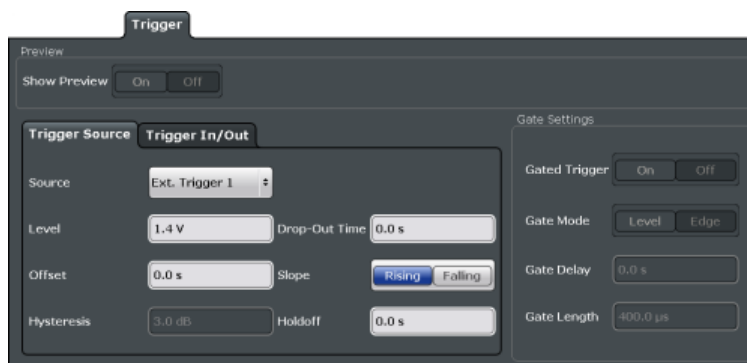 Trigger
Preview
Show Preview On Off
Trigger Source Trigger In/Out
Source Ext. Trigger 1
Level 1.4 V Drop-Out Time 0.0 s
Offset 0.0 s Slope Rising Falling
Hysteresis 3.0 dB Holdoff 0.0 s
Gate Settings
Gated Trigger On Off
Gate Mode Level Edge
Gate Delay 0.0 s
Gate Length 400.0 µs